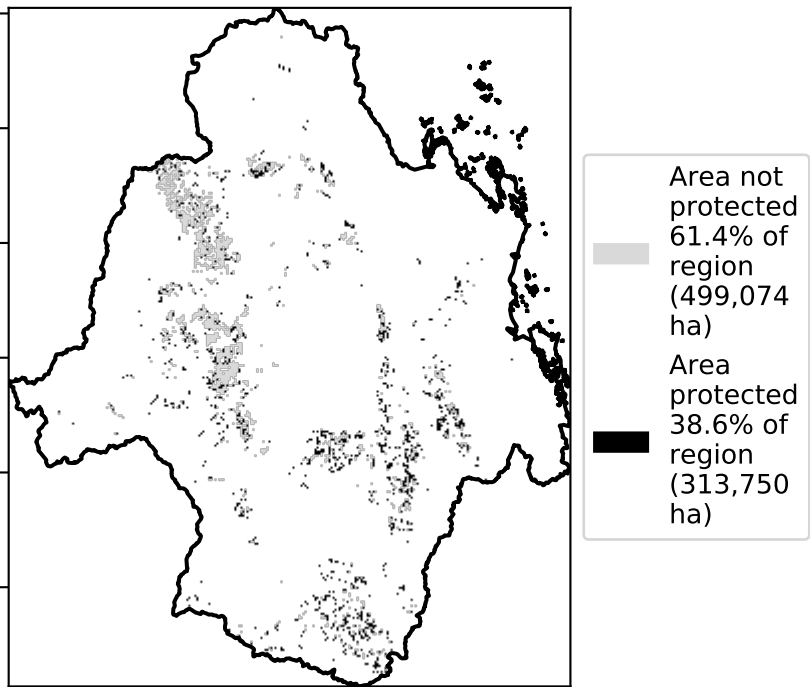 Area not
protected
61.4% of
region
(499,074
ha)
Area
protected
38.6% of
region
(313,750
ha)